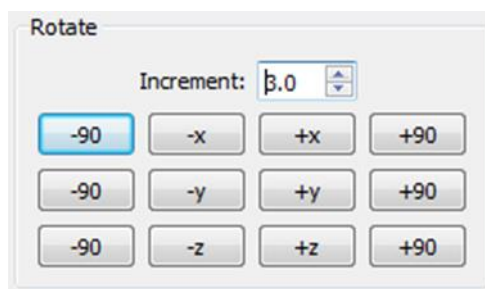 Rotate
Increment: 3.0
-90 -x +x +90
-90 -y +y +90
-90 -z +z +90